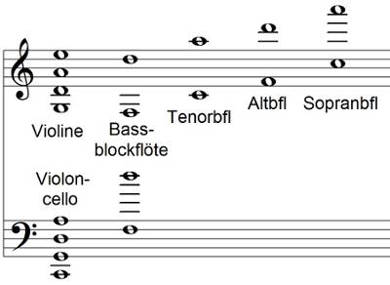 Violine
Bass-
blockflöte
Tenorbfl
Altbfl
Sopranbfl
Violon-
cello